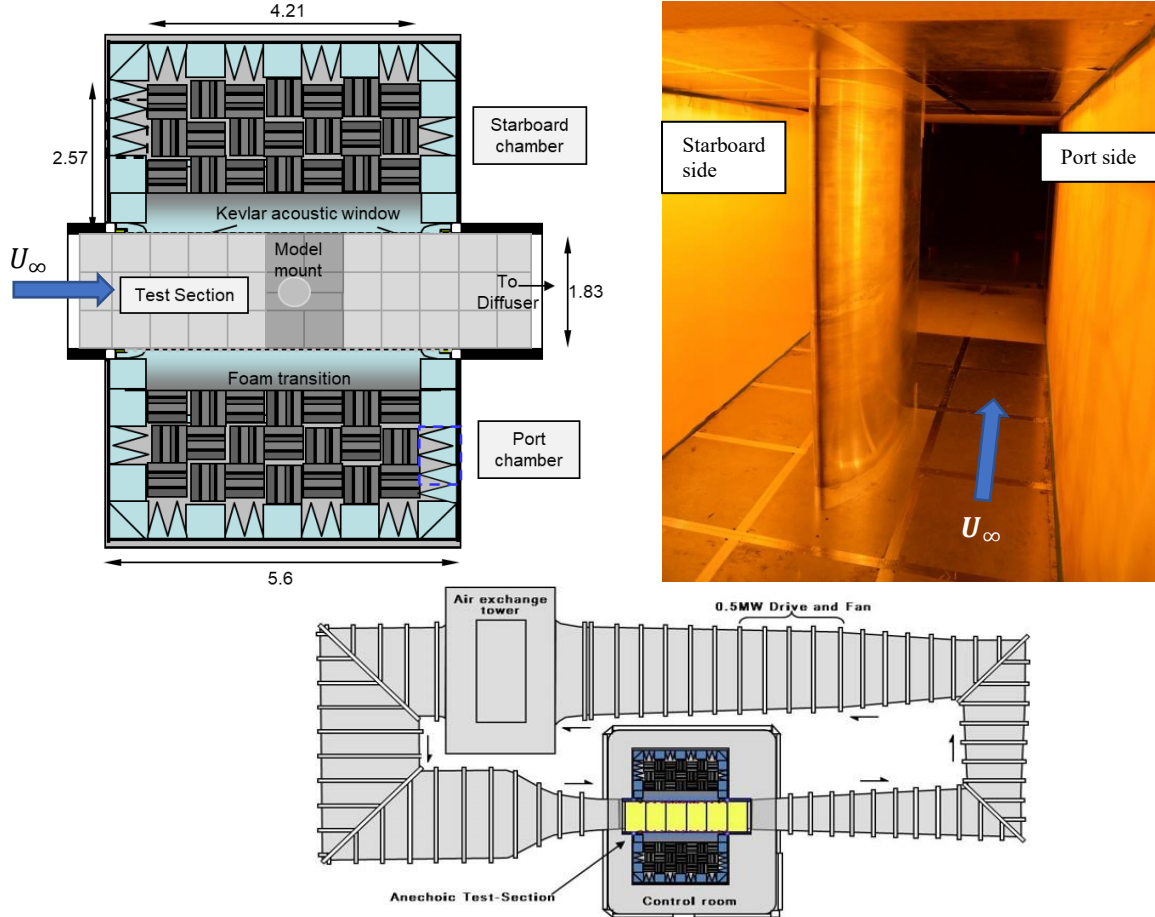 4.21
Starboard
chamber
2.57
Kevlar acoustic window
U∞
Model
mount
Test Section
To
Diffuser
1.83
Foam transition
Port
chamber
5.6
Starboard
side
Port side
U∞
Air exchange
tower
0.5MW Drive and Fan
Anechoic Test-Section
Control room